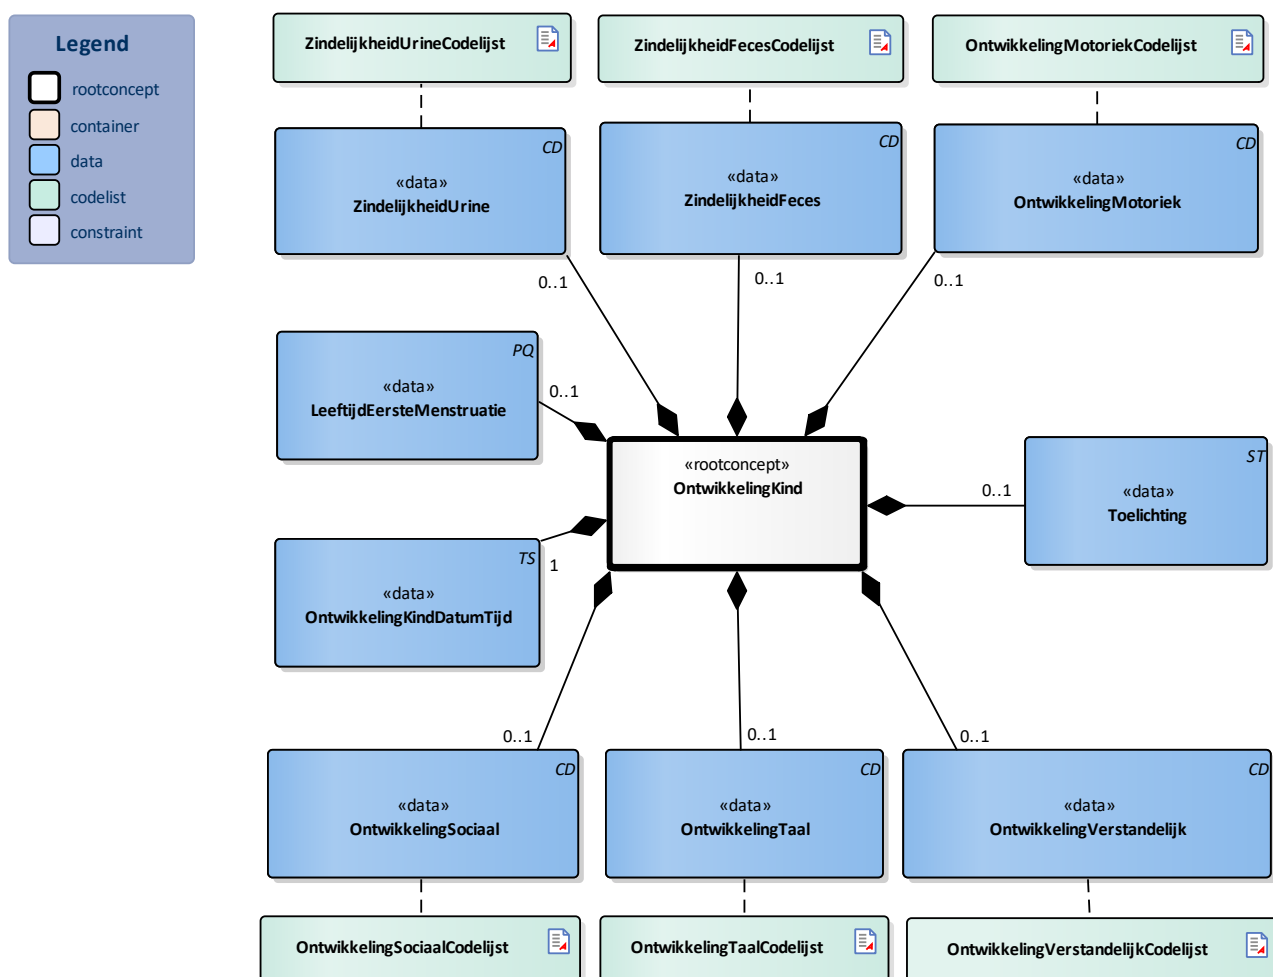 Legend
rootconcept
container
data
codelist
constraint
ZindelijkheidUrineCodelijst
ZindelijkheidFecesCodelijst
OntwikkelingMotoriekCodelijst
CD
«data»
ZindelijkheidUrine
CD
«data»
ZindelijkheidFeces
CD
«data»
OntwikkelingMotoriek
0..1
0..1
0..1
PQ
«data»
LeeftijdEersteMenstruatie
0..1
«rootconcept»
OntwikkelingKind
ST
«data»
Toelichting
0..1
TS
«data»
OntwikkelingKindDatumTijd
1
0..1
0..1
0..1
CD
«data»
OntwikkelingSociaal
CD
«data»
OntwikkelingTaal
CD
«data»
OntwikkelingVerstandelijk
OntwikkelingSociaalCodelijst
OntwikkelingTaalCodelijst
OntwikkelingVerstandelijkCodelijst